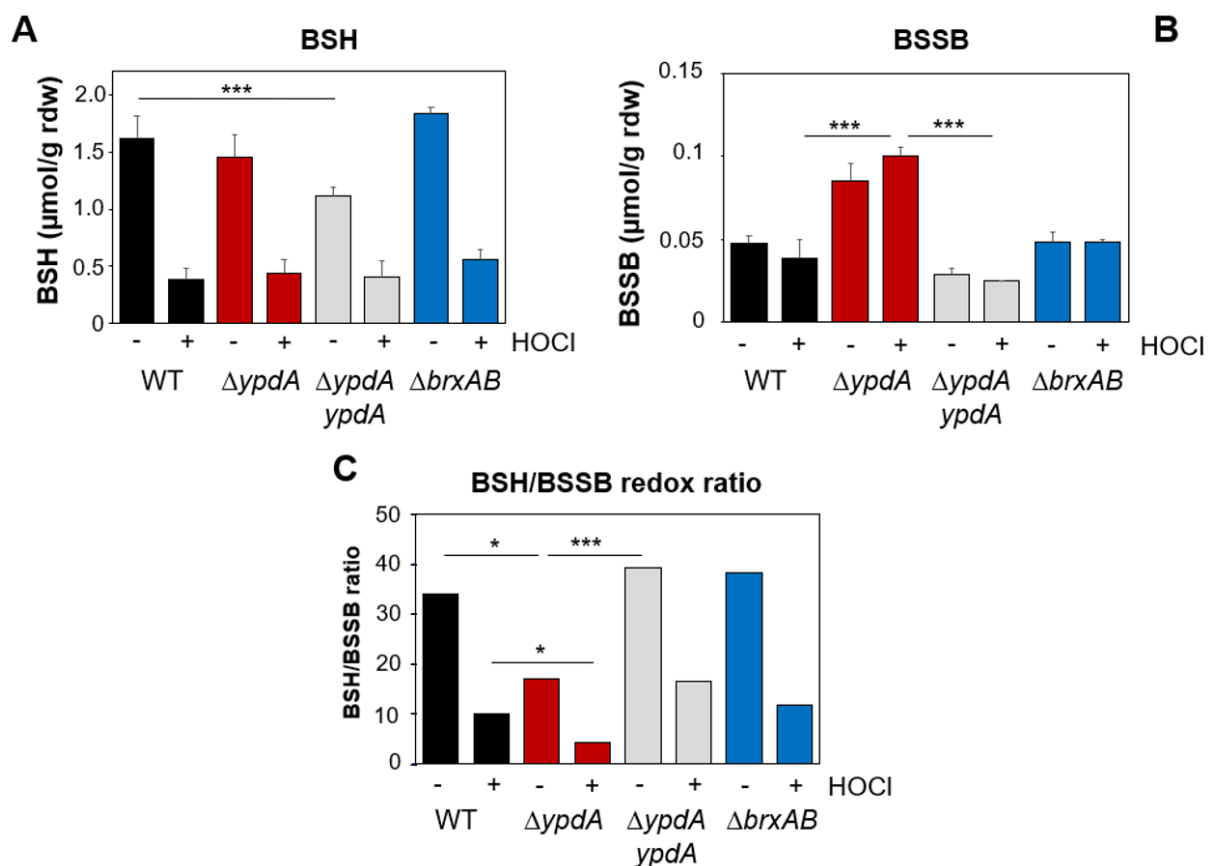 A
BSH
BSH (µmol/g rdw)
2.0
1.5
1.0
0.5
0
***
- + - + - + - + HOCl
WT ΔypdA ΔypdA ΔbrxAB
ypdA
BSSB
B
BSSB (µmol/g rdw)
0.15
0.1
0.05
0
*** ***
- + - + - + - + HOCl
WT ΔypdA ΔypdA ΔbrxAB
ypdA
C
BSH/BSSB redox ratio
BSH/BSSB ratio
50
40
30
20
10
0
* ***
*
- + - + - + - + HOCl
WT ΔypdA ΔypdA ΔbrxAB
ypdA